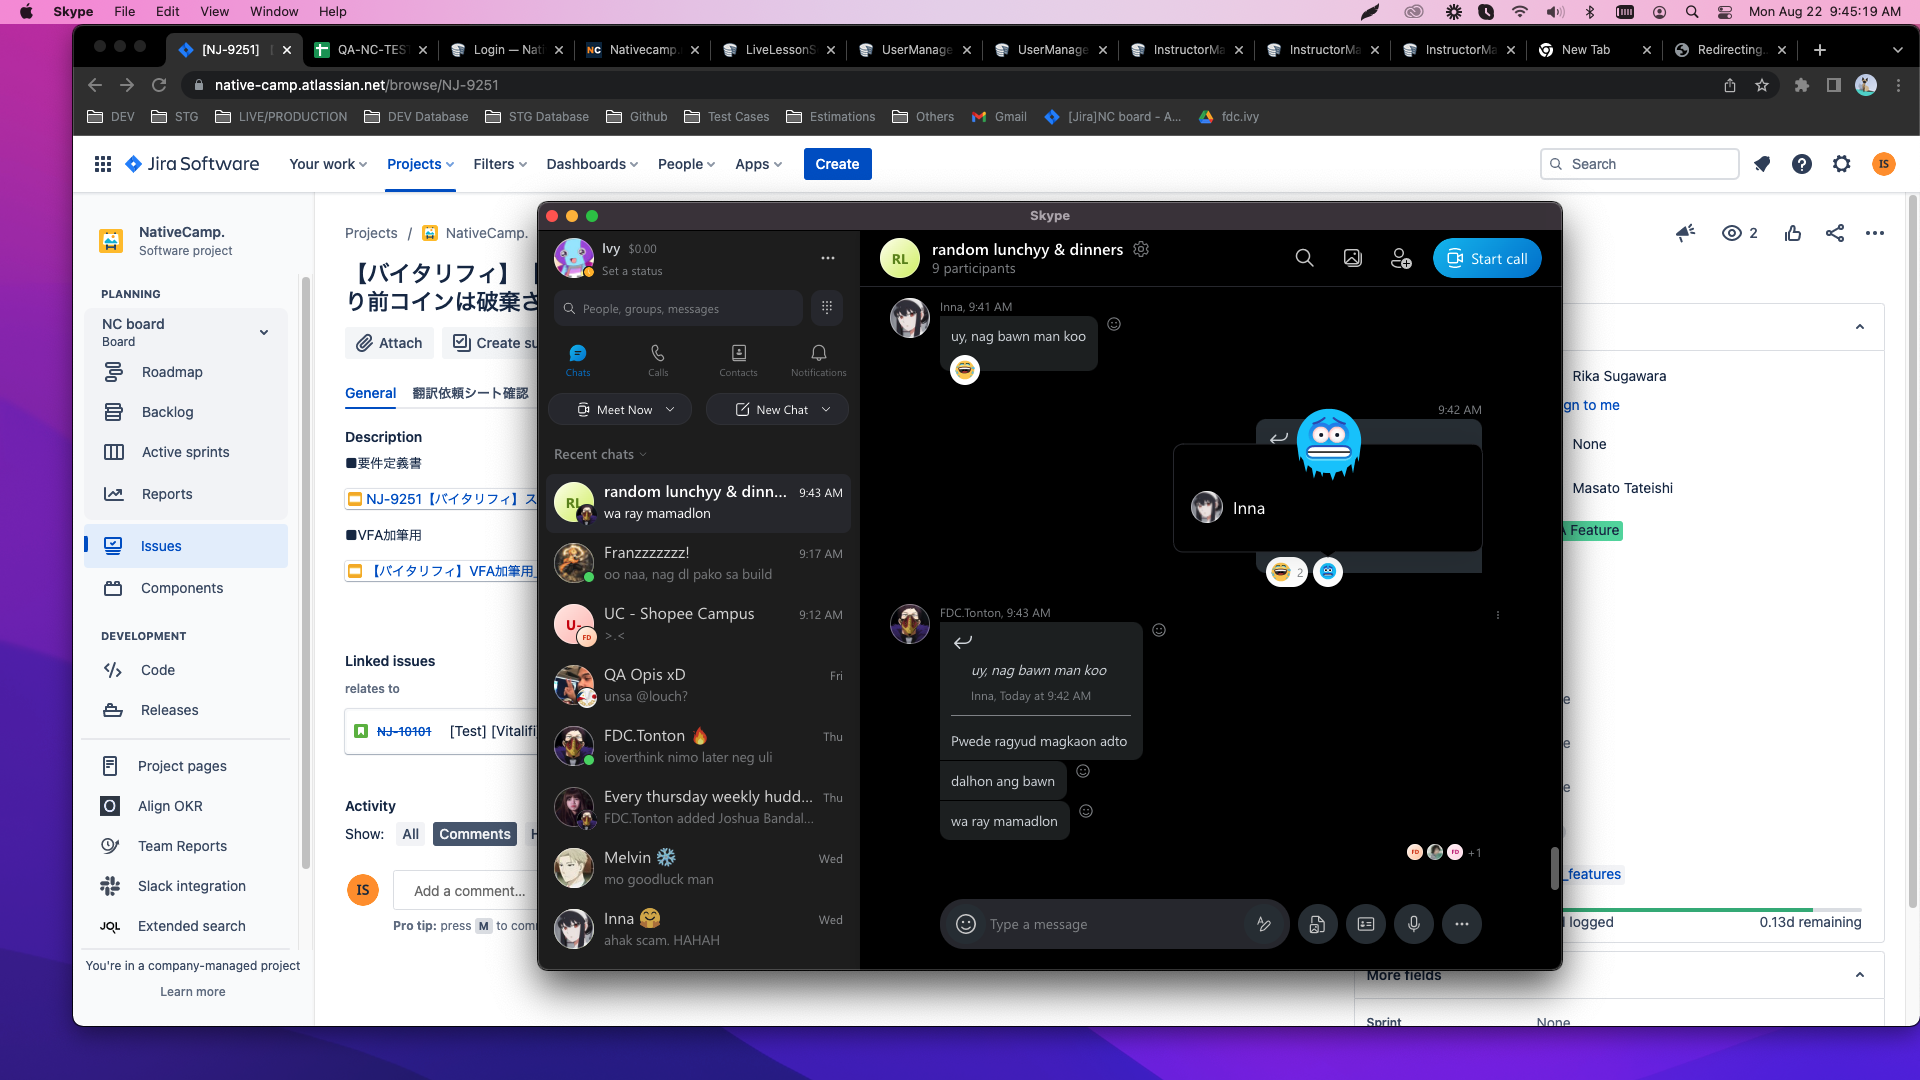 Skype File Edit View Window Help Mon Aug 22 9:45:19 AM
[NJ-9251] QA-NC-TES Login — Nati Nativecamp. LiveLessonS UserManage UserManage InstructorMa InstructorMa InstructorMa New Tab Redirecting..
native-camp.atlassian.net/browse/NJ-9251
DEV STG LIVE/PRODUCTION DEV Database STG Database Github Test Cases Estimations Others Gmail [Jira]NC board - A... fdc.ivy
Jira Software Your work Projects Filters Dashboards People Apps Create Search IS
NativeCamp.
Software project
PLANNING
NC board
Board
Roadmap
Backlog
Active sprints
Reports
Issues
Components
DEVELOPMENT
Code
Releases
Project pages
Align OKR
Team Reports
Slack integration
JQL Extended search
You're in a company-managed project
Learn more
Projects / NativeCamp.
【バイタリフィ】
り前コインは破棄さ
Attach Create su
General 翻訳依頼シート確認
Description
■要件定義書
NJ-9251【バイタリフィ】ス
■VFA加筆用
【バイタリフィ】VFA加筆用_
Linked issues
relates to
NJ-10101 [Test] [Vitalifi
Activity
Show: All Comments H
IS Add a comment...
Pro tip: press M to com
Skype
Ivy $0.00
Set a status
People, groups, messages
Chats Calls Contacts Notifications
Meet Now New Chat
Recent chats
random lunchyy & dinn... 9:43 AM
wa ray mamadlon
Franzzzzzzz! 9:17 AM
oo naa, nag dl pako sa build
U- FD UC - Shopee Campus 9:12 AM
>.<
QA Opis xD Fri
unsa @louch?
FDC.Tonton 🔥 Thu
ioverthink nimo later neg uli
Every thursday weekly hudd... Thu
FDC.Tonton added Joshua Bandal...
Melvin ❄️ Wed
mo goodluck man
Inna 🤗 Wed
ahak scam. HAHAH
RL random lunchyy & dinners
9 participants
Start call
Inna, 9:41 AM
uy, nag bawn man koo
9:42 AM
Inna
2
FDC.Tonton, 9:43 AM
uy, nag bawn man koo
Inna, Today at 9:42 AM
Pwede ragyud magkaon adto
dalhon ang bawn
wa ray mamadlon
FD FD +1
Type a message
2
Rika Sugawara
gn to me
None
Masato Tateishi
Feature
e
e
e
_features
logged 0.13d remaining
More fields
Sprint None